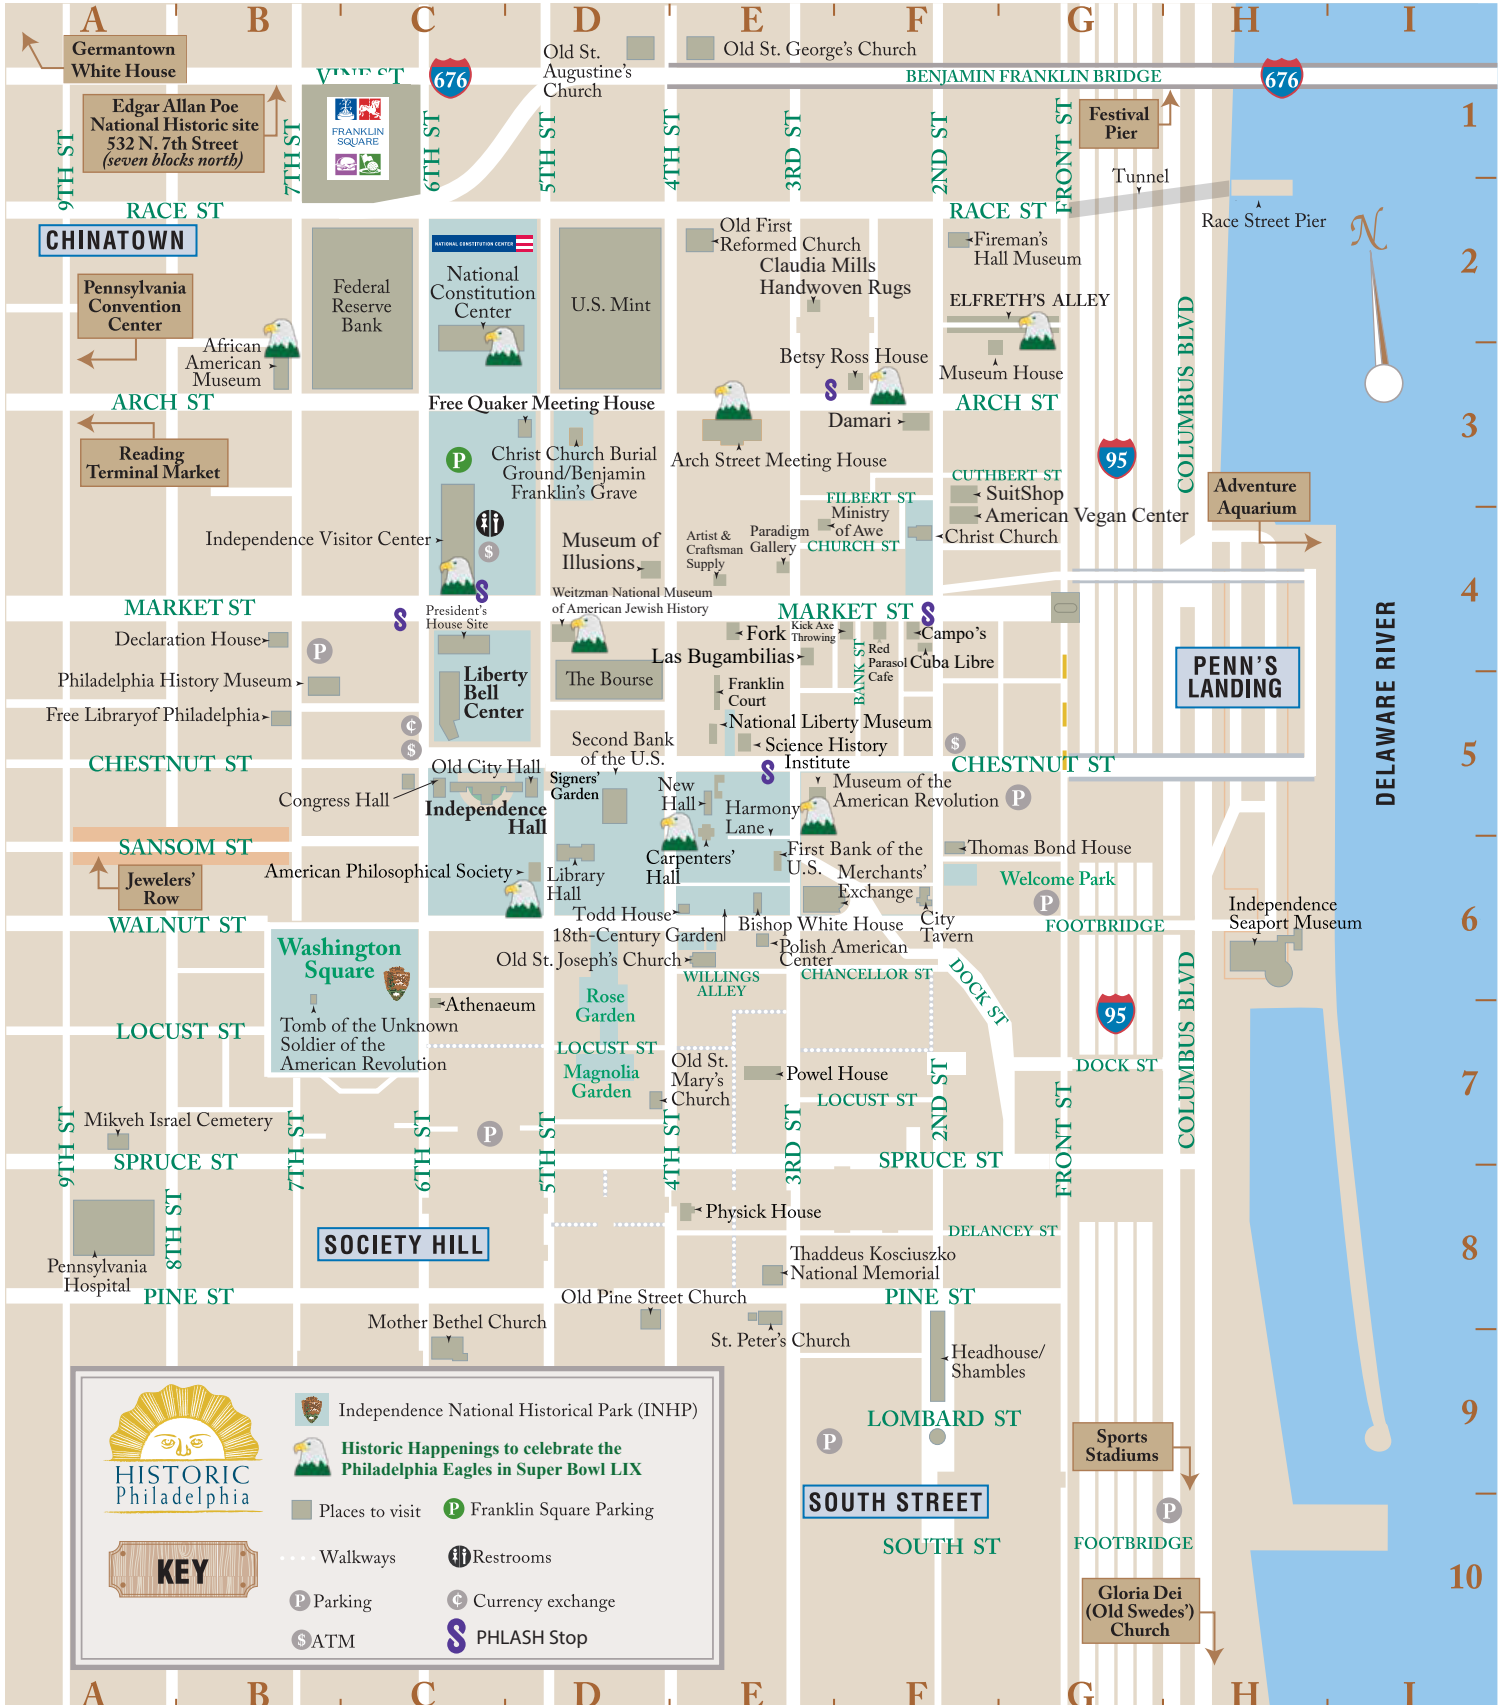 A B C D E F G H I
Germantown
White House
Old St.
Augustine's
Church
Old St. George's Church
VINE ST
676
BENJAMIN FRANKLIN BRIDGE
676
Edgar Allan Poe
National Historic site
532 N. 7th Street
(seven blocks north)
FRANKLIN
SQUARE
Festival
Pier
1
9TH ST
7TH ST
6TH ST
5TH ST
4TH ST
3RD ST
2ND ST
FRONT ST
Tunnel
Race Street Pier
RACE ST
RACE ST
N
CHINATOWN
NATIONAL CONSTITUTION CENTER
National
Constitution
Center
Federal
Reserve
Bank
U.S. Mint
Old First
Reformed Church
Claudia Mills
Handwoven Rugs
Fireman's
Hall Museum
2
Pennsylvania
Convention
Center
ELFRETH'S ALLEY
African
American
Museum
Betsy Ross House
Museum House
COLUMBUS BLVD
ARCH ST
Free Quaker Meeting House
ARCH ST
Damari
3
Reading
Terminal Market
P
Christ Church Burial
Ground/Benjamin
Franklin's Grave
Arch Street Meeting House
95
CUTHBERT ST
SuitShop
FILBERT ST
American Vegan Center
Adventure
Aquarium
Independence Visitor Center
$
Museum of
Illusions
Artist &
Craftsman
Supply
Paradigm
Gallery
Ministry
of Awe
CHURCH ST
Christ Church
4
MARKET ST
President's
House Site
Weitzman National Museum
of American Jewish History
MARKET ST
Declaration House
P
Fork
Kick Axe
Throwing
Campo's
Las Bugambilias
BANK ST
Red
Parasol
Cafe
Cuba Libre
PENN'S
LANDING
DELAWARE RIVER
Philadelphia History Museum
Liberty
Bell
Center
The Bourse
Franklin
Court
Free Libraryof Philadelphia
¢
$
National Liberty Museum
Second Bank
of the U.S.
Science History
Institute
$
5
CHESTNUT ST
CHESTNUT ST
Old City Hall
Congress Hall
Independence
Hall
Signers'
Garden
New
Hall
Harmony
Lane
Museum of the
American Revolution
P
SANSOM ST
Jewelers'
Row
American Philosophical Society
Library
Hall
Carpenters'
Hall
First Bank of the
U.S.
Merchants'
Exchange
Thomas Bond House
Welcome Park
P
WALNUT ST
Todd House
18th-Century Garden
Bishop White House
City
Tavern
FOOTBRIDGE
Independence
Seaport Museum
6
Washington
Square
Old St. Joseph's Church
Polish American
Center
WILLINGS
ALLEY
CHANCELLOR ST
DOCK ST
Athenaeum
Rose
Garden
Tomb of the Unknown
Soldier of the
American Revolution
LOCUST ST
LOCUST ST
Magnolia
Garden
Old St.
Mary's
Church
Powel House
LOCUST ST
95
DOCK ST
COLUMBUS BLVD
7
Mikveh Israel Cemetery
9TH ST
7TH ST
6TH ST
P
5TH ST
4TH ST
3RD ST
2ND ST
FRONT ST
SPRUCE ST
SPRUCE ST
8TH ST
Pennsylvania
Hospital
SOCIETY HILL
Physick House
DELANCEY ST
8
Thaddeus Kosciuszko
National Memorial
PINE ST
Old Pine Street Church
PINE ST
Mother Bethel Church
St. Peter's Church
Headhouse/
Shambles
9
LOMBARD ST
P
Sports
Stadiums
SOUTH STREET
P
SOUTH ST
FOOTBRIDGE
10
Gloria Dei
(Old Swedes')
Church
HISTORIC
Philadelphia
KEY
Independence National Historical Park (INHP)
Historic Happenings to celebrate the
Philadelphia Eagles in Super Bowl LIX
Places to visit
P Franklin Square Parking
Walkways
Restrooms
P Parking
¢ Currency exchange
$ ATM
S PHLASH Stop
A B C D E F G H I